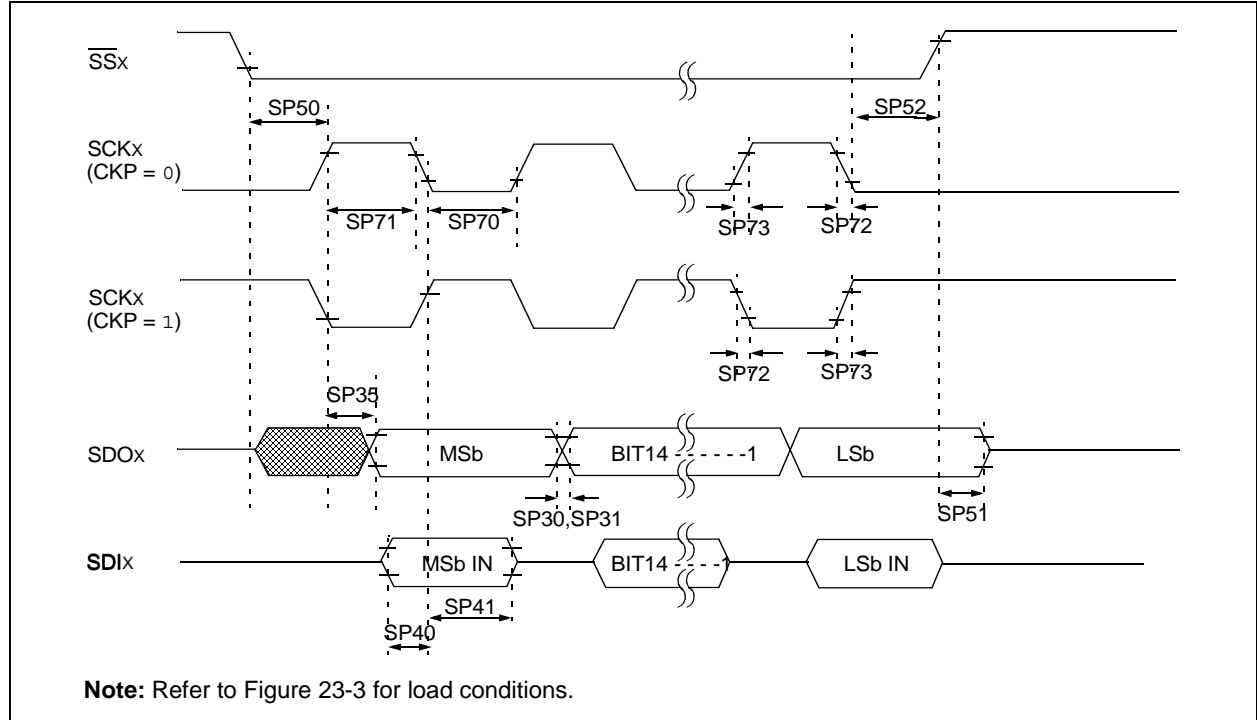 SSX
SP50
SP52
SCKX
(CKP = 0)
SP71
SP70
SP73
SP72
SCKX
(CKP = 1)
SP72
SP73
SP35
SDOX
MSb
BIT14 - - - - - -1
LSb
SP30,SP31
SP51
SDIX
MSb IN
BIT14 - - - -1
LSb IN
SP41
SP40
Note: Refer to Figure 23-3 for load conditions.